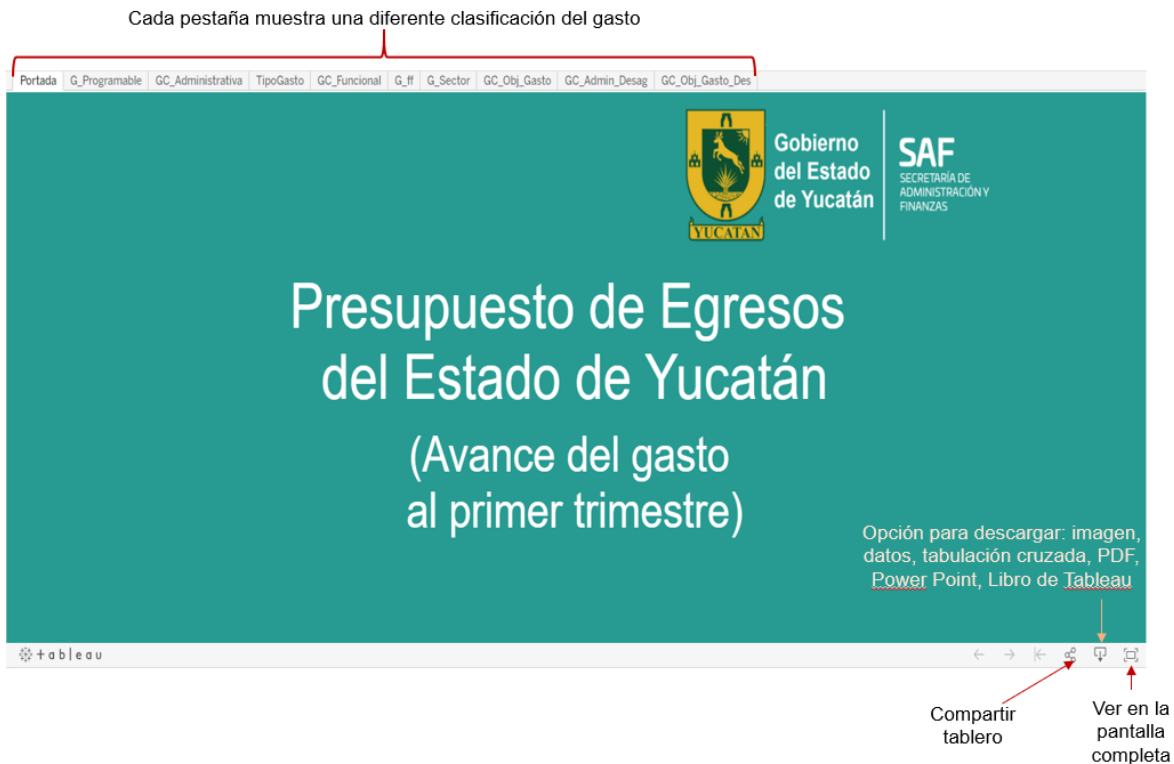 Cada pestaña muestra una diferente clasificación del gasto
Portada G_Programable GC_Administrativa TipoGasto GC_Funcional G_ff G_Sector GC_Obj_Gasto GC_Admin_Desag GC_Obj_Gasto_Des
YUCATAN
Gobierno
del Estado
de Yucatán
SAF
SECRETARÍA DE
ADMINISTRACIÓN Y
FINANZAS
Presupuesto de Egresos
del Estado de Yucatán
(Avance del gasto
al primer trimestre)
Opción para descargar: imagen,
datos, tabulación cruzada, PDF,
Power Point, Libro de Tableau
+ableau
Compartir
tablero
Ver en la
pantalla
completa